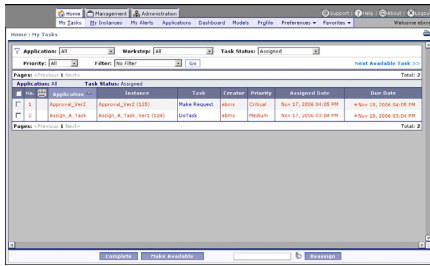 Home Management Administration Support | Help | About | Logout
My Tasks My Instances My Alerts Applications Dashboard Models Profile Preferences Favorites Welcome ebms
Home : My Tasks
Application: All Workstep: All Task Status: Assigned
Priority: All Filter: No Filter Go Next Available Task >>
Pages: <Previous 1 Next> Total: 2
Application: All Task Status: Assigned
No. Application Instance Task Creator Priority Assigned Date Due Date
1 Approval_Ver2 Approval_Ver2 (125) Make Request ebms Critical Nov 17, 2006 04:05 PM Nov 18, 2006 04:05 PM
2 Assign_A_Task Assign_A_Task_Ver1 (124) DoTask ebms Medium Nov 17, 2006 03:04 PM Nov 18, 2006 03:04 PM
Pages: <Previous 1 Next> Total: 2
Complete Make Available Reassign